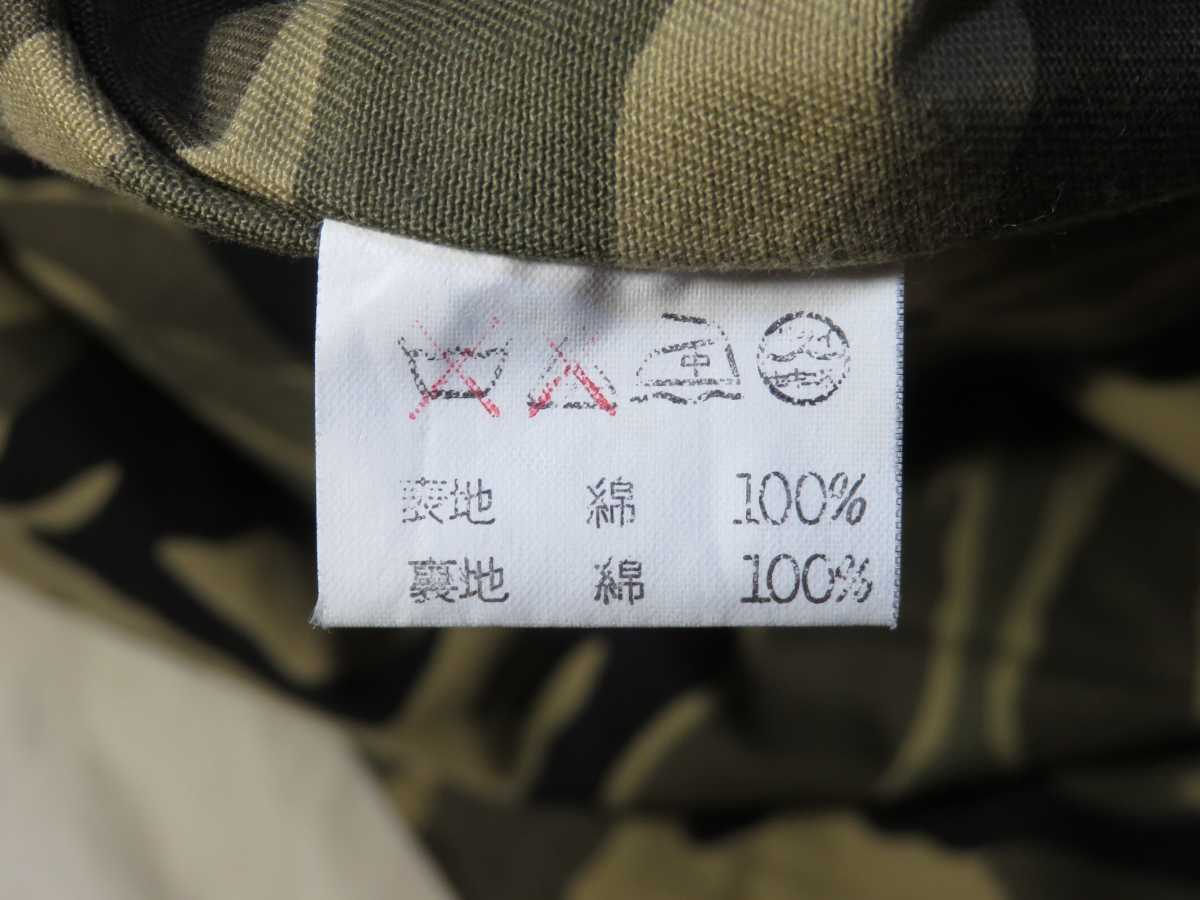 中
表地 綿 100%
裏地 綿 100%